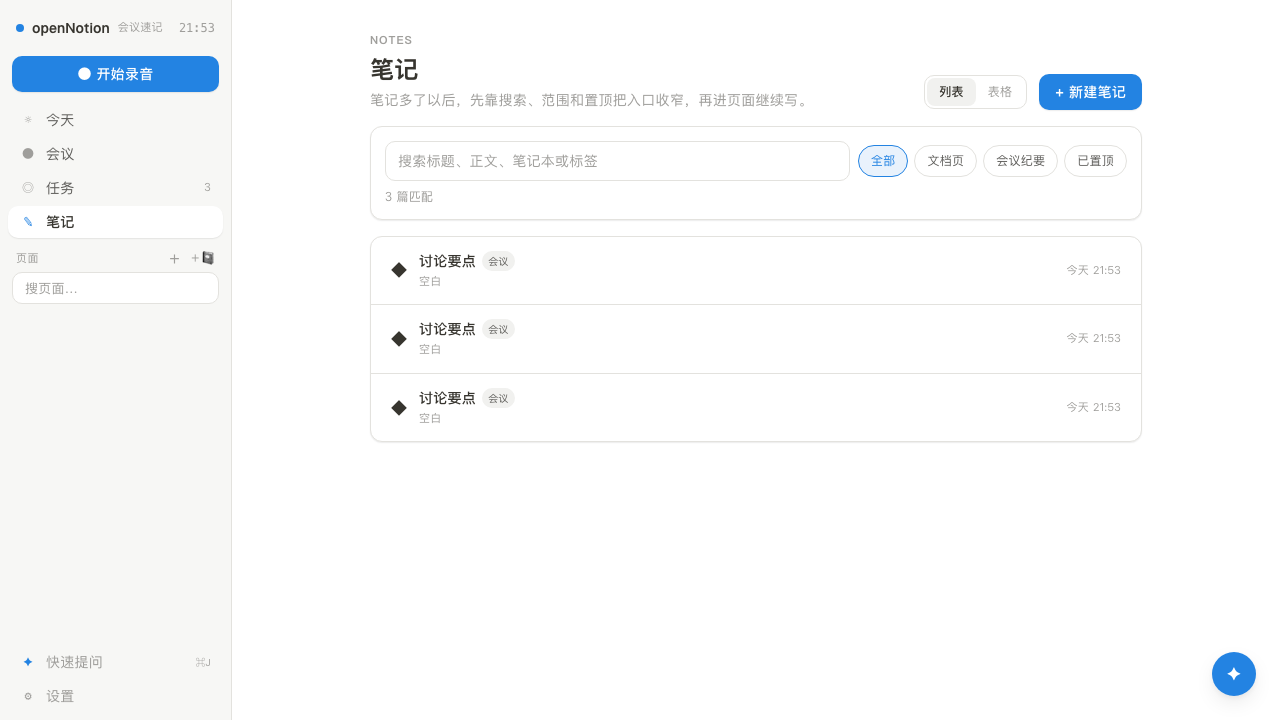 openNotion 会议速记 21:53
开始录音
今天
会议
任务 3
笔记
页面 + +
搜页面...
快速提问 ⌘J
设置
NOTES
笔记
笔记多了以后，先靠搜索、范围和置顶把入口收窄，再进页面继续写。
列表 表格 + 新建笔记
搜索标题、正文、笔记本或标签 全部 文档页 会议纪要 已置顶
3 篇匹配
讨论要点 会议
空白
今天 21:53
讨论要点 会议
空白
今天 21:53
讨论要点 会议
空白
今天 21:53